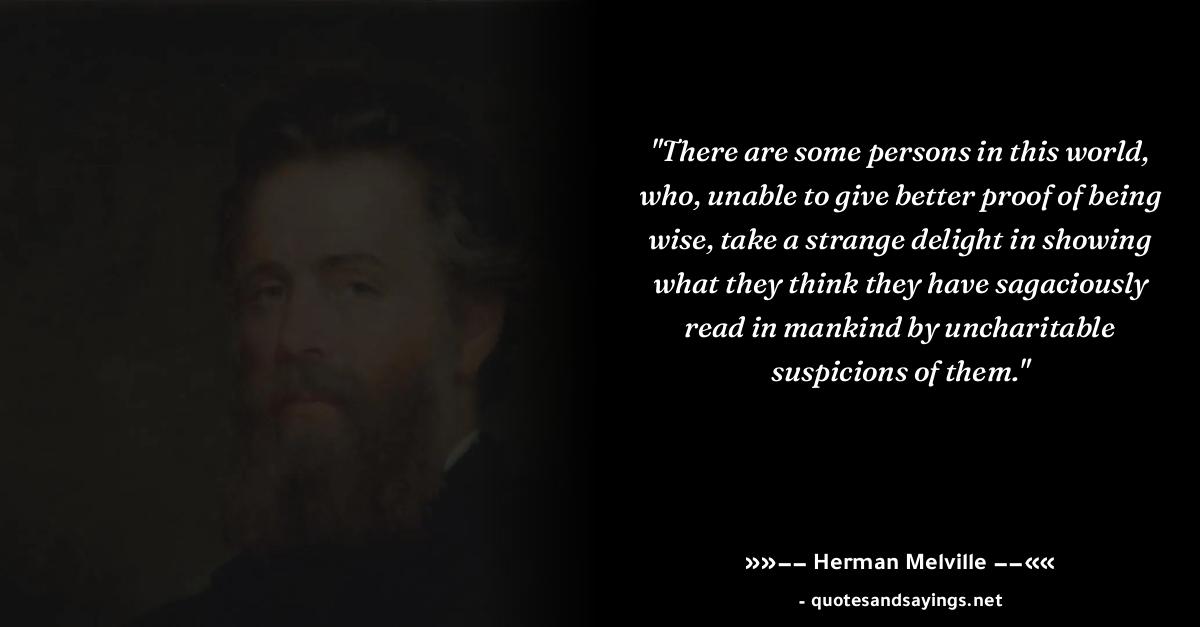 "There are some persons in this world,
who, unable to give better proof of being
wise, take a strange delight in showing
what they think they have sagaciously
read in mankind by uncharitable
suspicions of them."
»»−− Herman Melville −−««
- quotesandsayings.net